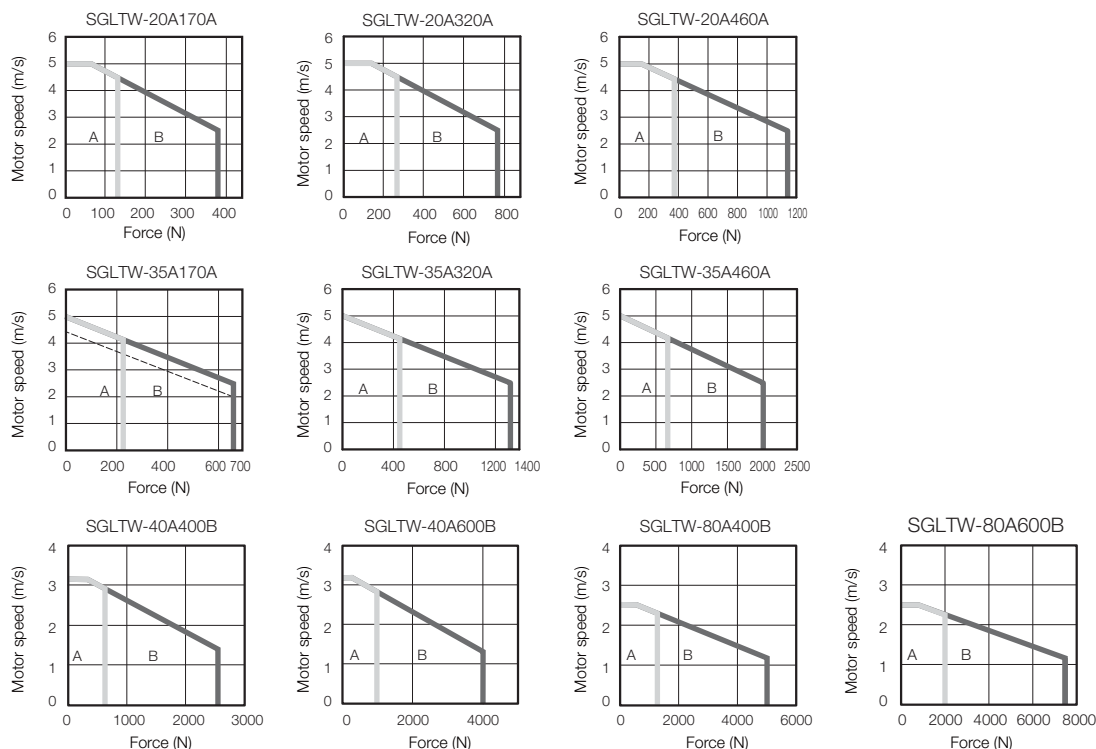 SGLTW-20A170A
6
5
4
3
2
1
0
Motor speed (m/s)
A
B
0 100 200 300 400
Force (N)
SGLTW-20A320A
6
5
4
3
2
1
0
Motor speed (m/s)
A
B
0 200 400 600 800
Force (N)
SGLTW-20A460A
6
5
4
3
2
1
0
Motor speed (m/s)
A
B
0 200 400 600 800 1000 1200
Force (N)
SGLTW-35A170A
6
5
4
3
2
1
0
Motor speed (m/s)
A
B
0 200 400 600 700
Force (N)
SGLTW-35A320A
6
5
4
3
2
1
0
Motor speed (m/s)
A
B
0 400 800 1200 1400
Force (N)
SGLTW-35A460A
6
5
4
3
2
1
0
Motor speed (m/s)
A
B
0 500 1000 1500 2000 2500
Force (N)
SGLTW-40A400B
4
3
2
1
0
Motor speed (m/s)
A
B
0 1000 2000 3000
Force (N)
SGLTW-40A600B
4
3
2
1
0
Motor speed (m/s)
A
B
0 2000 4000
Force (N)
SGLTW-80A400B
4
3
2
1
0
Motor speed (m/s)
A
B
0 2000 4000 6000
Force (N)
SGLTW-80A600B
4
3
2
1
0
Motor speed (m/s)
A
B
0 2000 4000 6000 8000
Force (N)